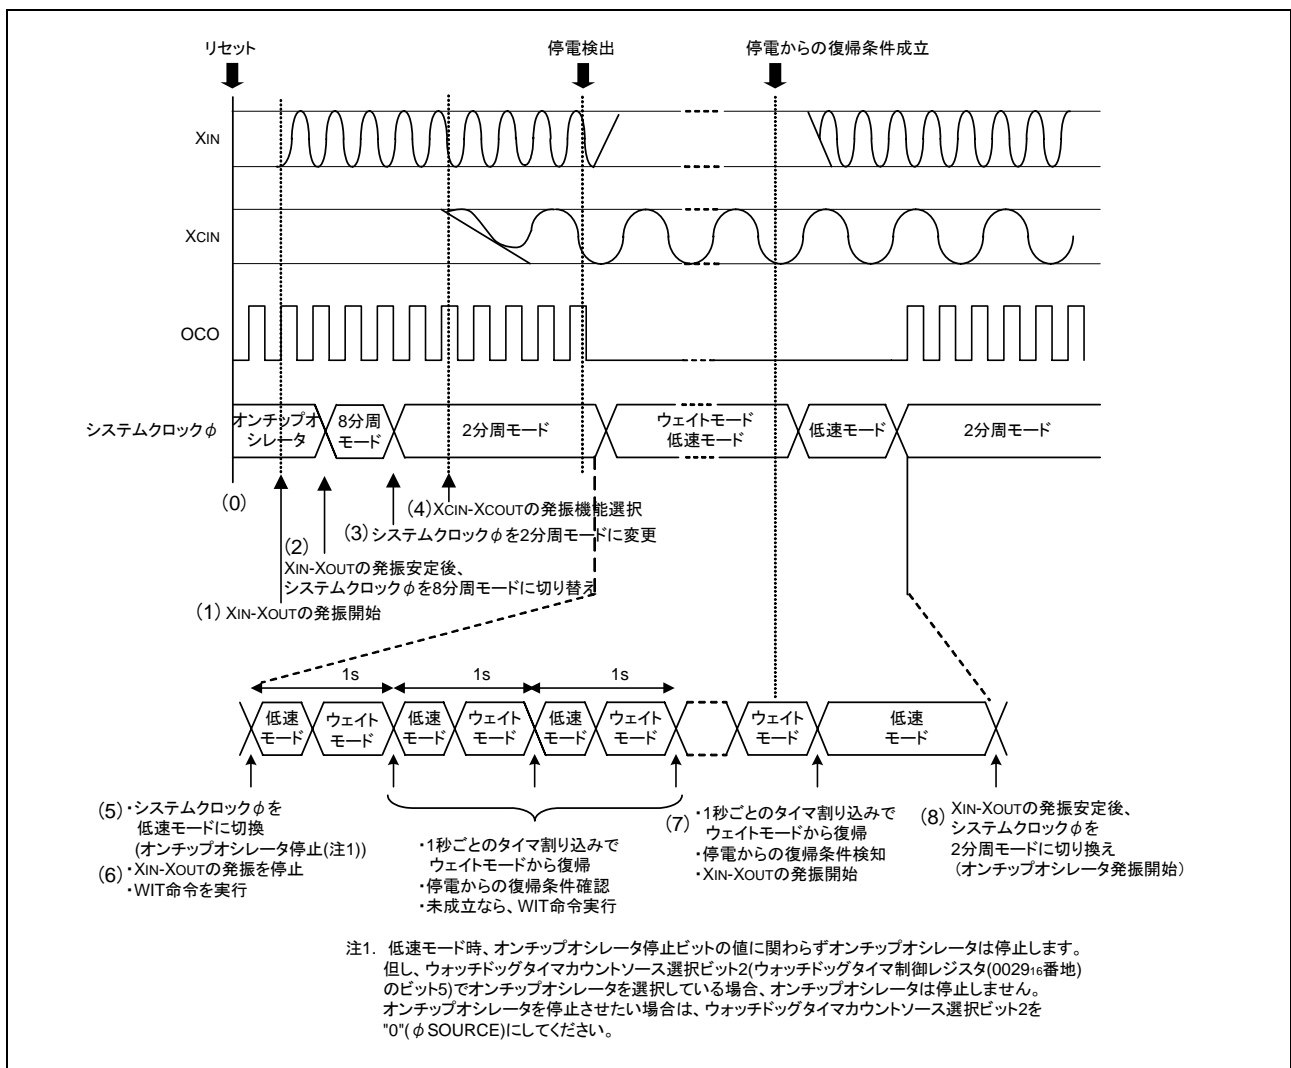 リセット
停電検出
停電からの復帰条件成立
XIN
XCIN
OCO
システムクロックφ
オンチップオ
シレータ
8分周
モード
2分周モード
ウェイトモード
低速モード
低速モード
2分周モード
(0)
(4) XCIN-XCOUTの発振機能選択
(3) システムクロックφを2分周モードに変更
(2)
XIN-XOUTの発振安定後、
システムクロックφを8分周モードに切り替え
(1) XIN-XOUTの発振開始
1s
1s
1s
低速
モード
ウェイト
モード
低速
モード
ウェイト
モード
低速
モード
ウェイト
モード
ウェイト
モード
低速
モード
(5) ・システムクロックφを
低速モードに切換
(オンチップオシレータ停止(注1))
(6) ・XIN-XOUTの発振を停止
・WIT命令を実行
・1秒ごとのタイマ割り込みで
ウェイトモードから復帰
・停電からの復帰条件確認
・未成立なら、WIT命令実行
(7) ・1秒ごとのタイマ割り込みで
ウェイトモードから復帰
・停電からの復帰条件検知
・XIN-XOUTの発振開始
(8) XIN-XOUTの発振安定後、
システムクロックφを
2分周モードに切り換え
(オンチップオシレータ発振開始)
注1. 低速モード時、オンチップオシレータ停止ビットの値に関わらずオンチップオシレータは停止します。
但し、ウォッチドッグタイマカウントソース選択ビット2(ウォッチドッグタイマ制御レジスタ(0029₁₆番地)
のビット5)でオンチップオシレータを選択している場合、オンチップオシレータは停止しません。
オンチップオシレータを停止させたい場合は、ウォッチドッグタイマカウントソース選択ビット2を
"0"(φSOURCE)にしてください。